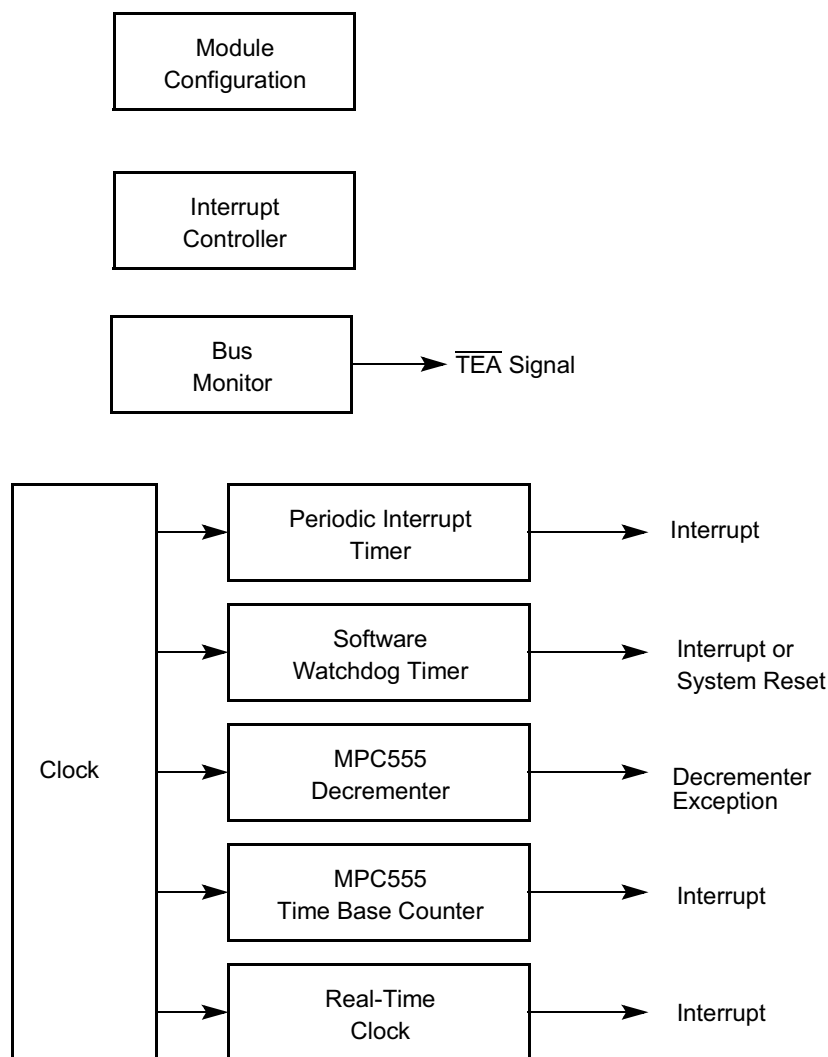 Module
Configuration
Interrupt
Controller
Bus
Monitor
T̅E̅A̅ Signal
Periodic Interrupt
Timer
Interrupt
Software
Watchdog Timer
Interrupt or
System Reset
Clock
MPC555
Decrementer
Decrementer
Exception
MPC555
Time Base Counter
Interrupt
Real-Time
Clock
Interrupt